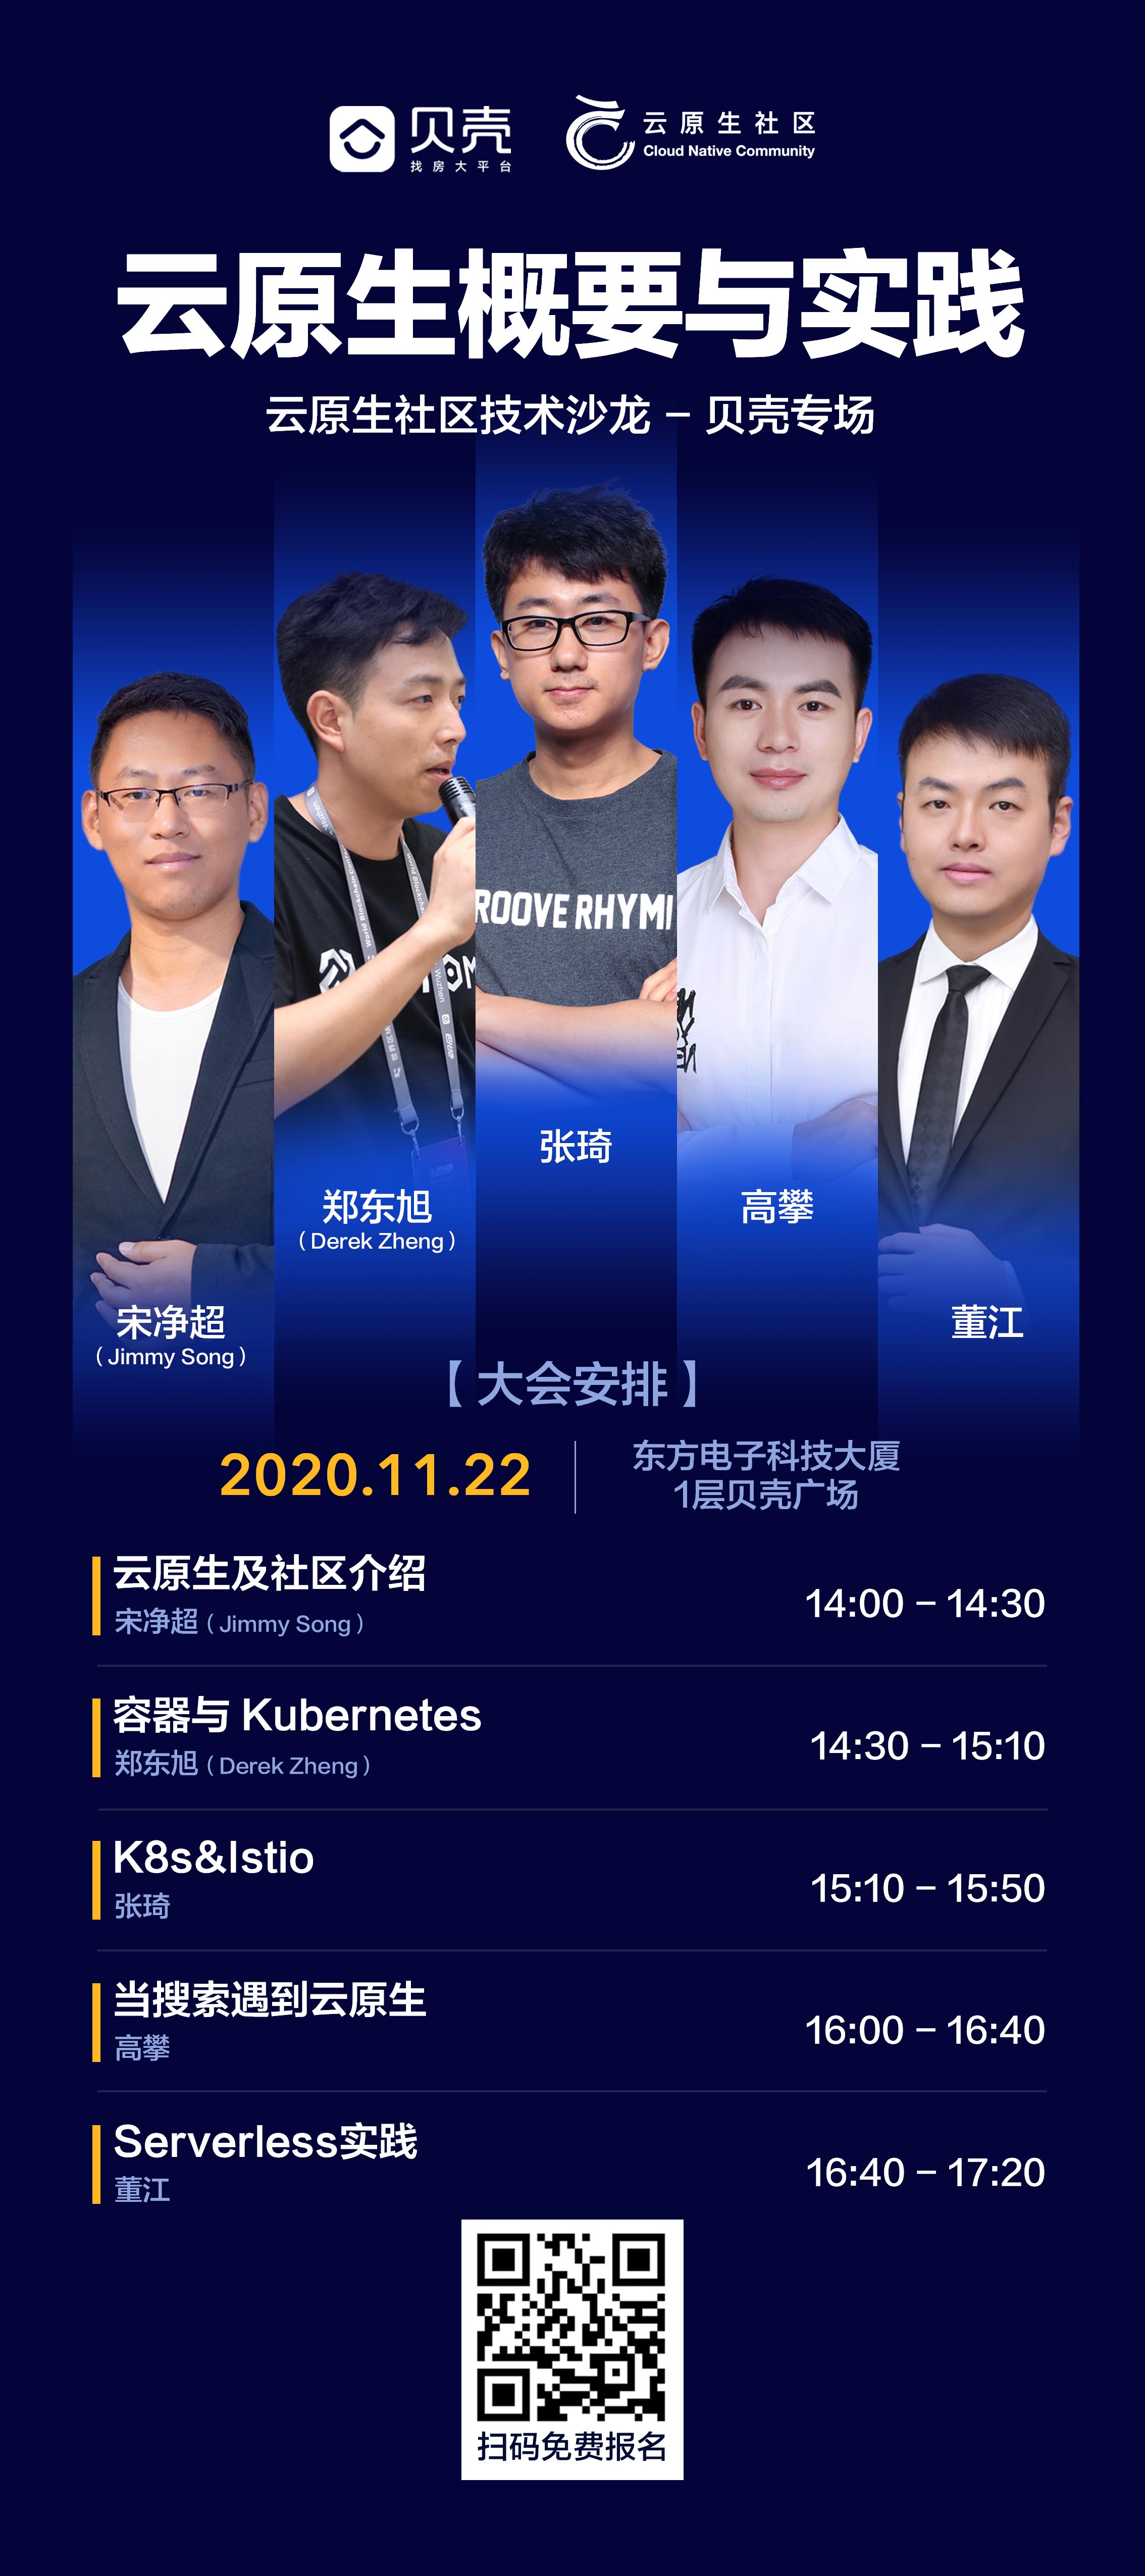 贝壳
找房大平台
云原生社区
Cloud Native Community
云原生概要与实践
云原生社区技术沙龙 – 贝壳专场
ROOVE RHYMI
张琦
郑东旭
（Derek Zheng）
高攀
宋净超
（Jimmy Song）
董江
【大会安排】
2020.11.22
东方电子科技大厦
1层贝壳广场
云原生及社区介绍
宋净超（Jimmy Song）
14:00 – 14:30
容器与 Kubernetes
郑东旭（Derek Zheng）
14:30 – 15:10
K8s&Istio
张琦
15:10 – 15:50
当搜索遇到云原生
高攀
16:00 – 16:40
Serverless实践
董江
16:40 – 17:20
扫码免费报名